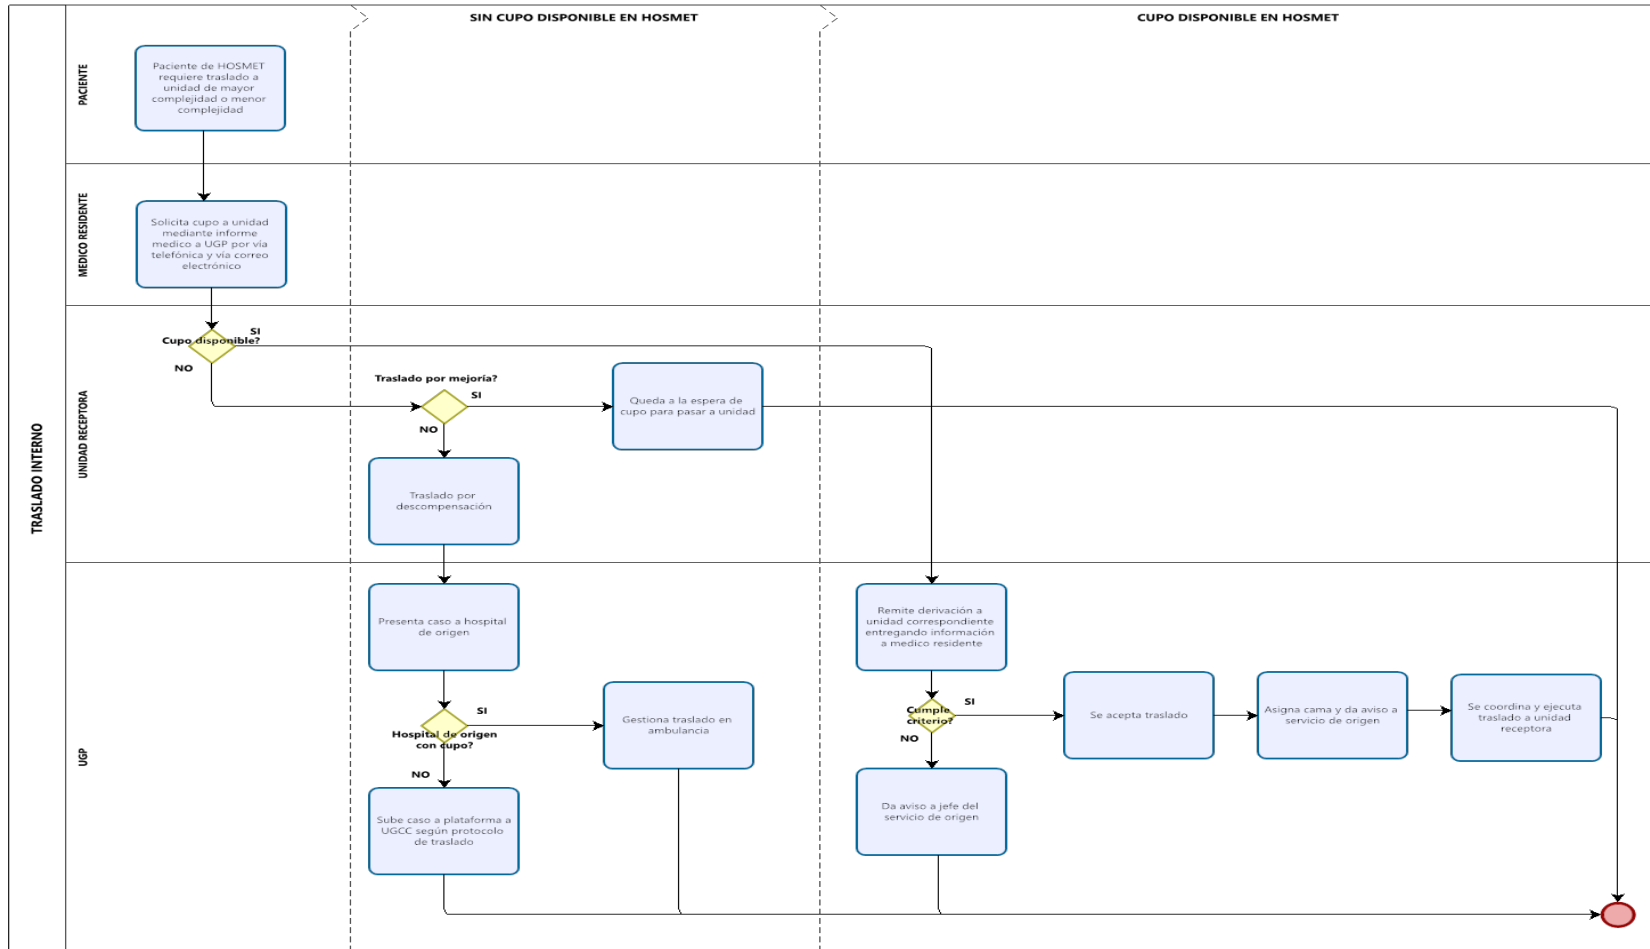 SIN CUPO DISPONIBLE EN HOSMET
CUPO DISPONIBLE EN HOSMET
TRASLADO INTERNO
PACIENTE
Paciente de HOSMET
requiere traslado a
unidad de mayor
complejidad o menor
complejidad
MEDICO RESIDENTE
Solicita cupo a unidad
mediante informe
medico a UGP por vía
telefónica y vía correo
electrónico
UNIDAD RECEPTORA
SI
Cupo disponible?
NO
Traslado por mejoría?
SI
NO
Queda a la espera de
cupo para pasar a unidad
Traslado por
descompensación
UGP
Presenta caso a hospital
de origen
SI
Hospital de origen
con cupo?
NO
Gestiona traslado en
ambulancia
Sube caso a plataforma a
UGCC según protocolo
de traslado
Remite derivación a
unidad correspondiente
entregando información
a medico residente
SI
Cumple
criterio?
NO
Se acepta traslado
Asigna cama y da aviso a
servicio de origen
Se coordina y ejecuta
traslado a unidad
receptora
Da aviso a jefe del
servicio de origen